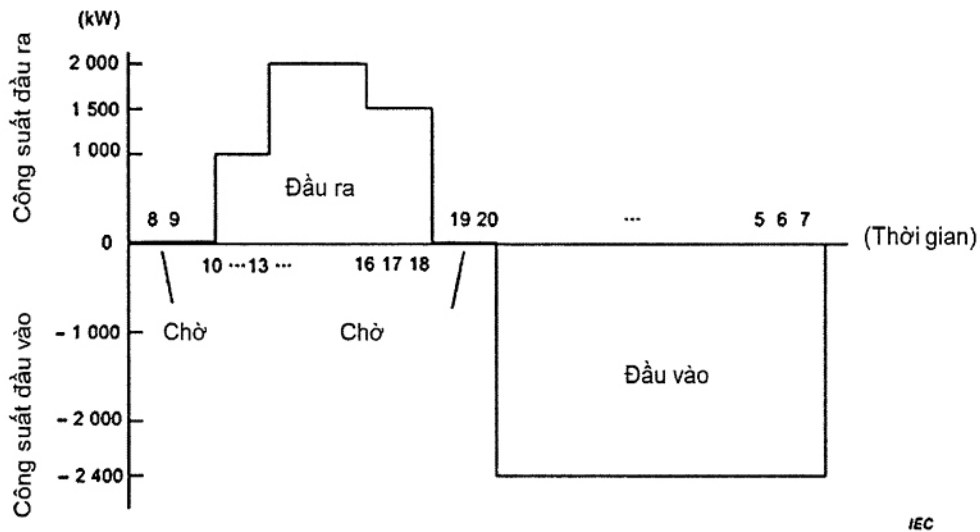 (kW)
Công suất đầu ra
2 000
1 500
1 000
0
Đầu ra
8 9
19 20 ... 5 6 7
(Thời gian)
10 ... 13 ... 16 17 18
Chờ
Chờ
Công suất đầu vào
– 1 000
– 2 000
– 2 400
Đầu vào
IEC